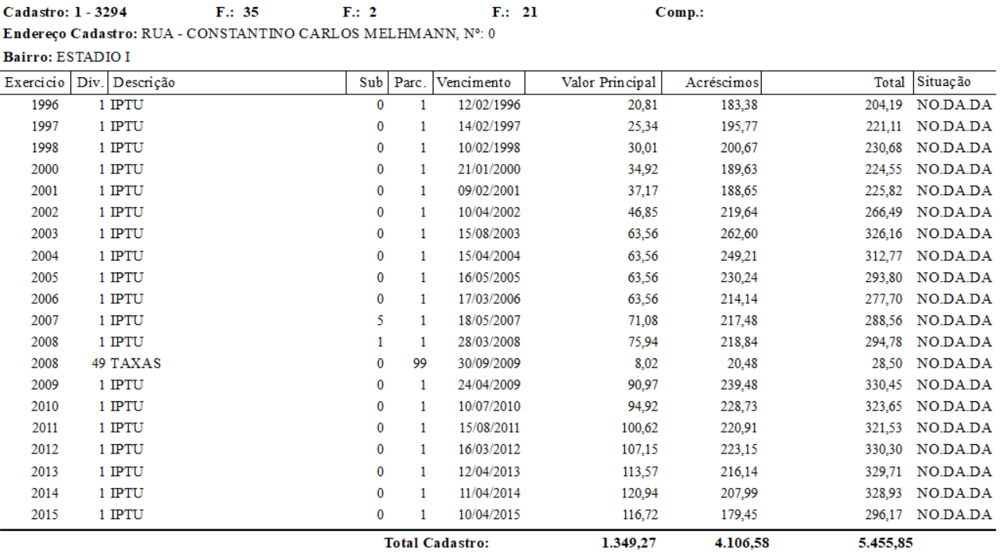 Cadastro: 1 - 3294 F.: 35 F.: 2 F.: 21 Comp.:
Endereço Cadastro: RUA - CONSTANTINO CARLOS MELHMANN, Nº: 0
Bairro: ESTADIO I
Exercicio Div. Descrição Sub Parc. Vencimento Valor Principal Acréscimos Total Situação
1996 1 IPTU 0 1 12/02/1996 20,81 183,38 204,19 NO.DA.DA
1997 1 IPTU 0 1 14/02/1997 25,34 195,77 221,11 NO.DA.DA
1998 1 IPTU 0 1 10/02/1998 30,01 200,67 230,68 NO.DA.DA
2000 1 IPTU 0 1 21/01/2000 34,92 189,63 224,55 NO.DA.DA
2001 1 IPTU 0 1 09/02/2001 37,17 188,65 225,82 NO.DA.DA
2002 1 IPTU 0 1 10/04/2002 46,85 219,64 266,49 NO.DA.DA
2003 1 IPTU 0 1 15/08/2003 63,56 262,60 326,16 NO.DA.DA
2004 1 IPTU 0 1 15/04/2004 63,56 249,21 312,77 NO.DA.DA
2005 1 IPTU 0 1 16/05/2005 63,56 230,24 293,80 NO.DA.DA
2006 1 IPTU 0 1 17/03/2006 63,56 214,14 277,70 NO.DA.DA
2007 1 IPTU 5 1 18/05/2007 71,08 217,48 288,56 NO.DA.DA
2008 1 IPTU 1 1 28/03/2008 75,94 218,84 294,78 NO.DA.DA
2008 49 TAXAS 0 99 30/09/2009 8,02 20,48 28,50 NO.DA.DA
2009 1 IPTU 0 1 24/04/2009 90,97 239,48 330,45 NO.DA.DA
2010 1 IPTU 0 1 10/07/2010 94,92 228,73 323,65 NO.DA.DA
2011 1 IPTU 0 1 15/08/2011 100,62 220,91 321,53 NO.DA.DA
2012 1 IPTU 0 1 16/03/2012 107,15 223,15 330,30 NO.DA.DA
2013 1 IPTU 0 1 12/04/2013 113,57 216,14 329,71 NO.DA.DA
2014 1 IPTU 0 1 11/04/2014 120,94 207,99 328,93 NO.DA.DA
2015 1 IPTU 0 1 10/04/2015 116,72 179,45 296,17 NO.DA.DA
Total Cadastro: 1.349,27 4.106,58 5.455,85